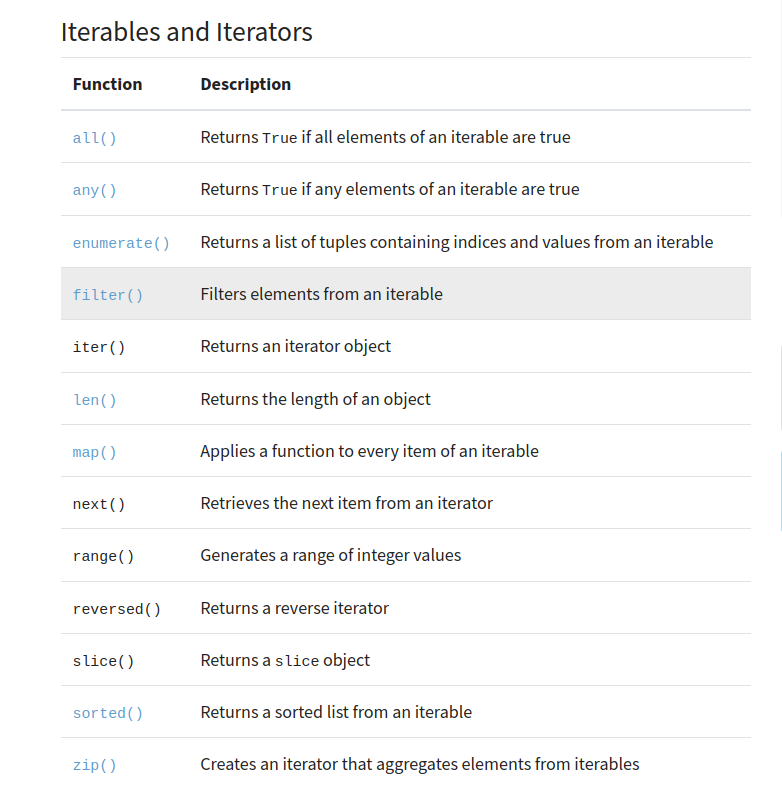 Iterables and Iterators
Function Description
all() Returns True if all elements of an iterable are true
any() Returns True if any elements of an iterable are true
enumerate() Returns a list of tuples containing indices and values from an iterable
filter() Filters elements from an iterable
iter() Returns an iterator object
len() Returns the length of an object
map() Applies a function to every item of an iterable
next() Retrieves the next item from an iterator
range() Generates a range of integer values
reversed() Returns a reverse iterator
slice() Returns a slice object
sorted() Returns a sorted list from an iterable
zip() Creates an iterator that aggregates elements from iterables